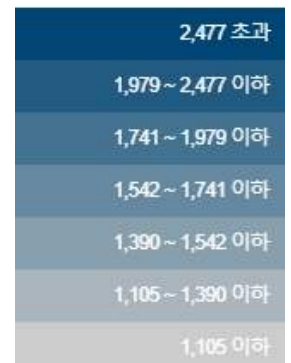 2,477 초과
1,979 ~ 2,477 이하
1,741 ~ 1,979 이하
1,542 ~ 1,741 이하
1,390 ~ 1,542 이하
1,105 ~ 1,390 이하
1,105 이하